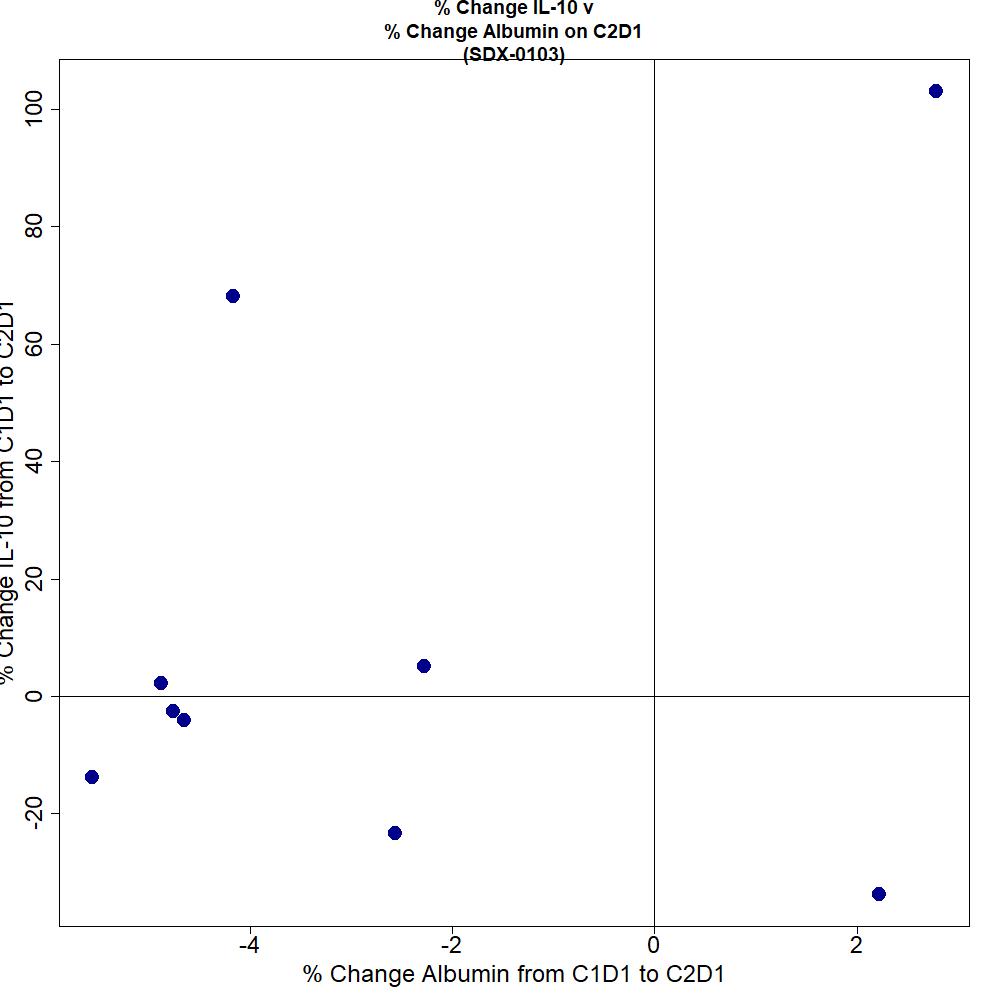 % Change IL-10 v
% Change Albumin on C2D1
(SDX-0103)
% Change IL-10 from C1D1 to C2D1
100
80
60
40
20
0
-20
-4
-2
0
2
% Change Albumin from C1D1 to C2D1